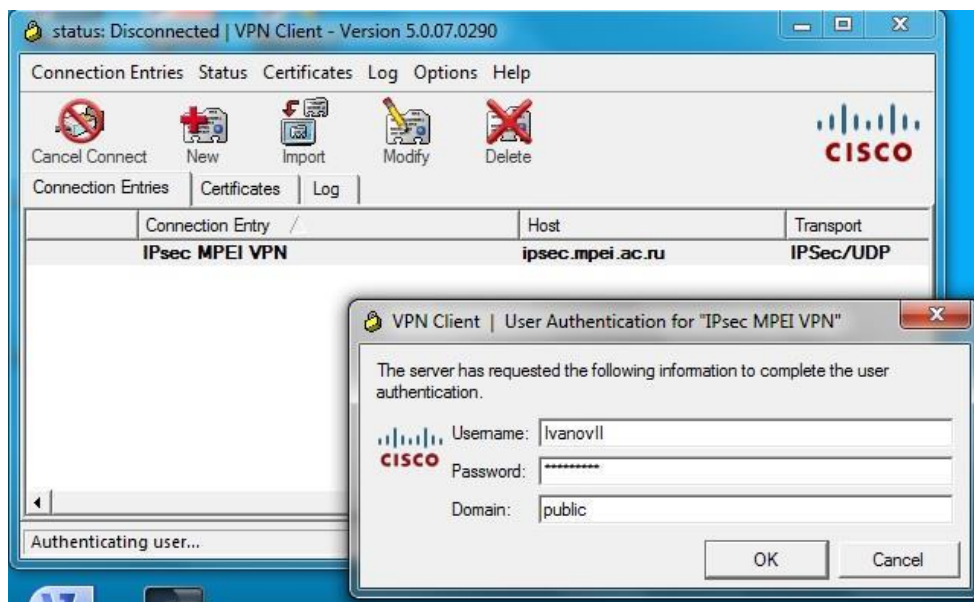 status: Disconnected | VPN Client - Version 5.0.07.0290
Connection Entries Status Certificates Log Options Help
Cancel Connect New Import Modify Delete
CISCO
Connection Entries Certificates Log
Connection Entry Host Transport
IPsec MPEI VPN ipsec.mpei.ac.ru IPSec/UDP
VPN Client | User Authentication for "IPsec MPEI VPN"
The server has requested the following information to complete the user
authentication.
CISCO
Username: IvanovII
Password: *********
Domain: public
OK Cancel
Authenticating user...